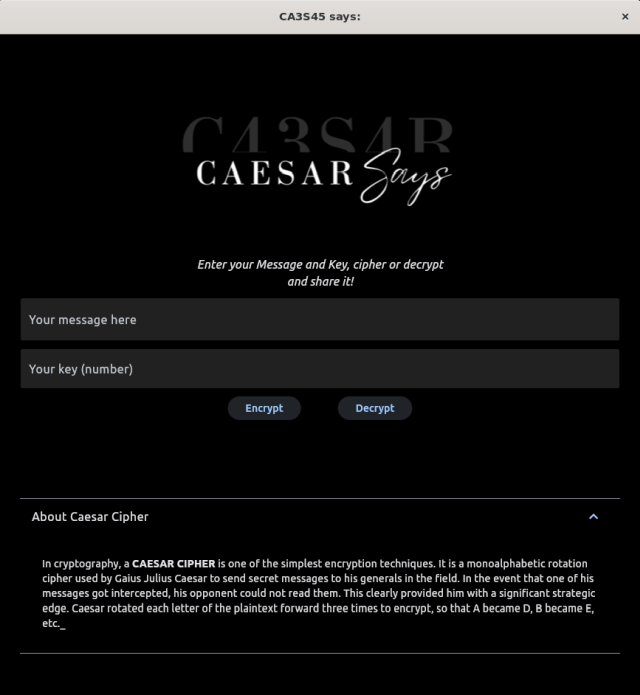 CA3S45 says:
×
CA3S4R
CAESAR Says
Enter your Message and Key, cipher or decrypt
and share it!
Your message here
Your key (number)
Encrypt Decrypt
About Caesar Cipher
In cryptography, a CAESAR CIPHER is one of the simplest encryption techniques. It is a monoalphabetic rotation
cipher used by Gaius Julius Caesar to send secret messages to his generals in the field. In the event that one of his
messages got intercepted, his opponent could not read them. This clearly provided him with a significant strategic
edge. Caesar rotated each letter of the plaintext forward three times to encrypt, so that A became D, B became E,
etc._